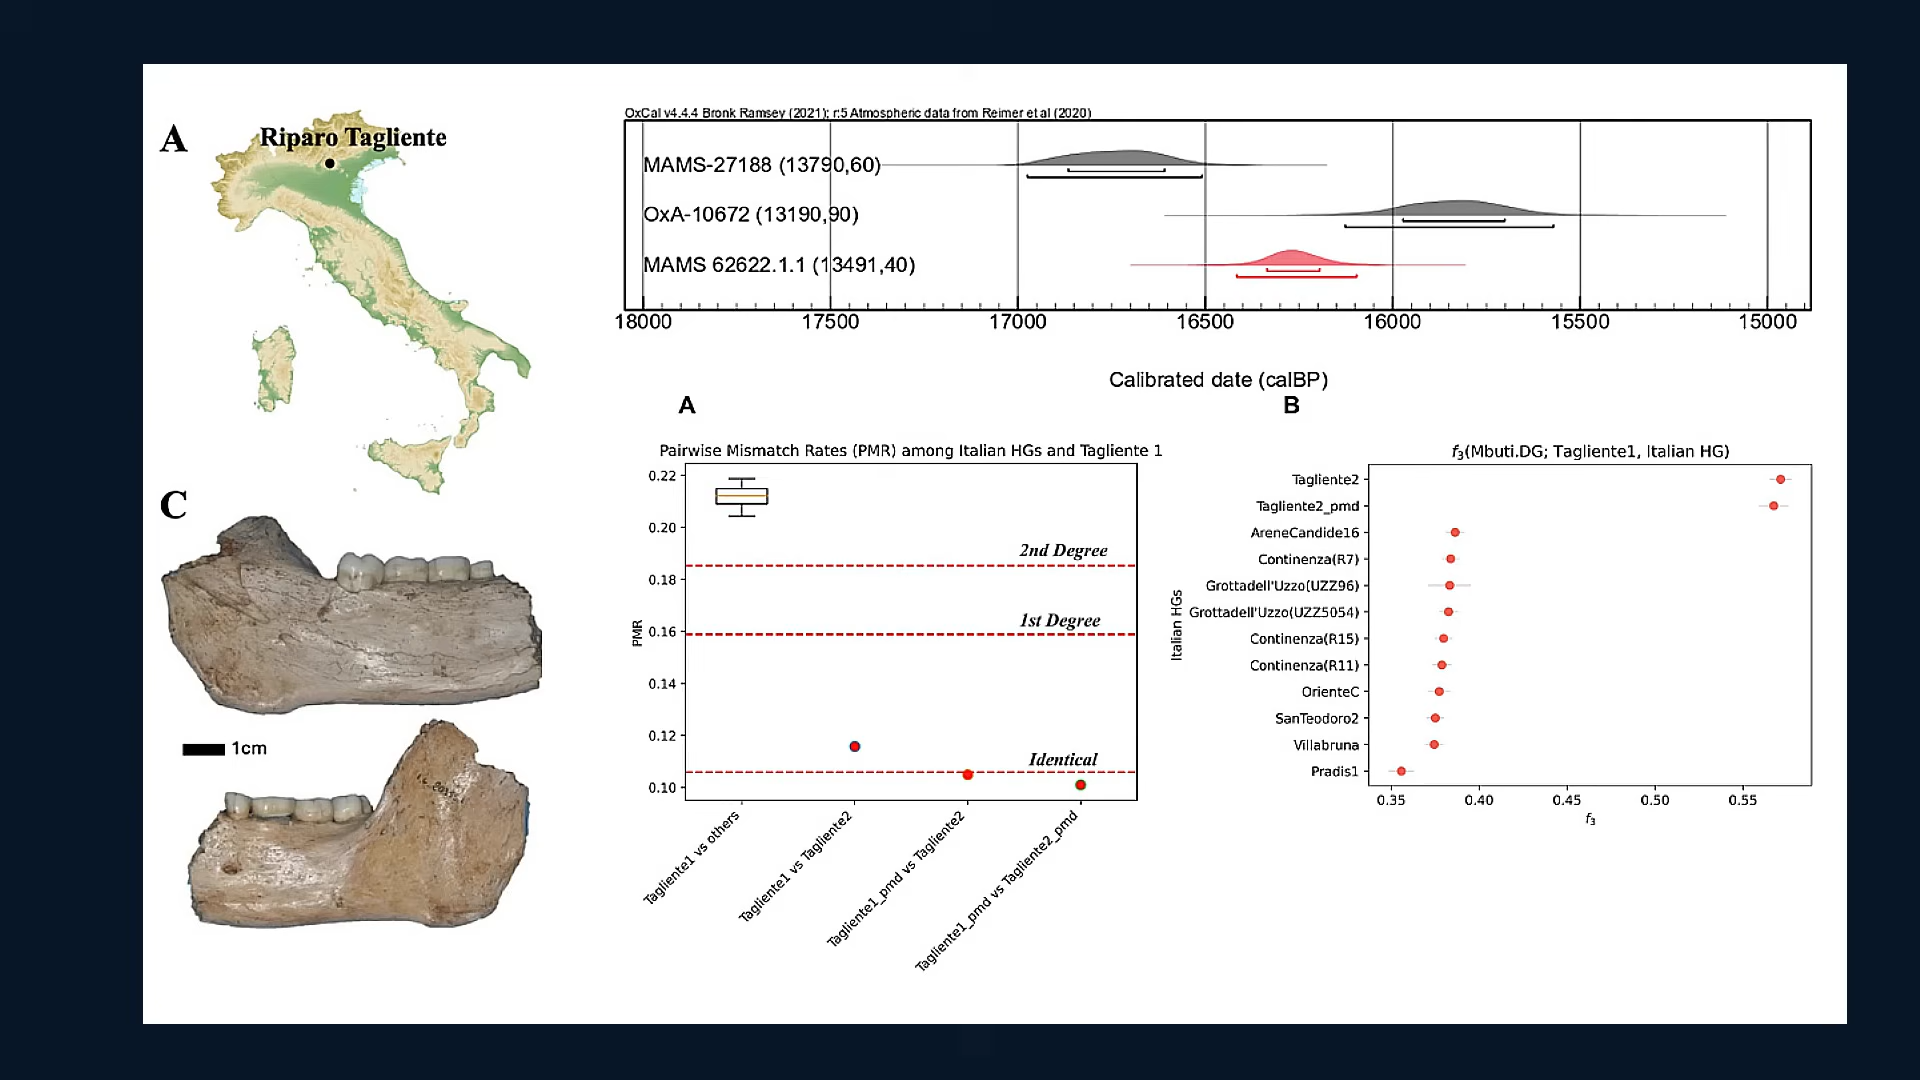 A
Riparo Tagliente
OxCal v4.4.4 Bronk Ramsey (2021); r:5 Atmospheric data from Reimer et al (2020)
MAMS-27188 (13790,60)
OxA-10672 (13190,90)
MAMS 62622.1.1 (13491,40)
18000 17500 17000 16500 16000 15500 15000
Calibrated date (calBP)
C
1cm
A
Pairwise Mismatch Rates (PMR) among Italian HGs and Tagliente 1
PMR
0.22
0.20
0.18
0.16
0.14
0.12
0.10
2nd Degree
1st Degree
Identical
Tagliente1 vs others
Tagliente1 vs Tagliente2
Tagliente1_pmd vs Tagliente2
Tagliente1_pmd vs Tagliente2_pmd
B
f3(Mbuti.DG; Tagliente1, Italian HG)
Italian HGs
Tagliente2
Tagliente2_pmd
AreneCandide16
Continenza(R7)
Grottadell'Uzzo(UZZ96)
Grottadell'Uzzo(UZZ5054)
Continenza(R15)
Continenza(R11)
OrienteC
SanTeodoro2
Villabruna
Pradis1
0.35 0.40 0.45 0.50 0.55
f3